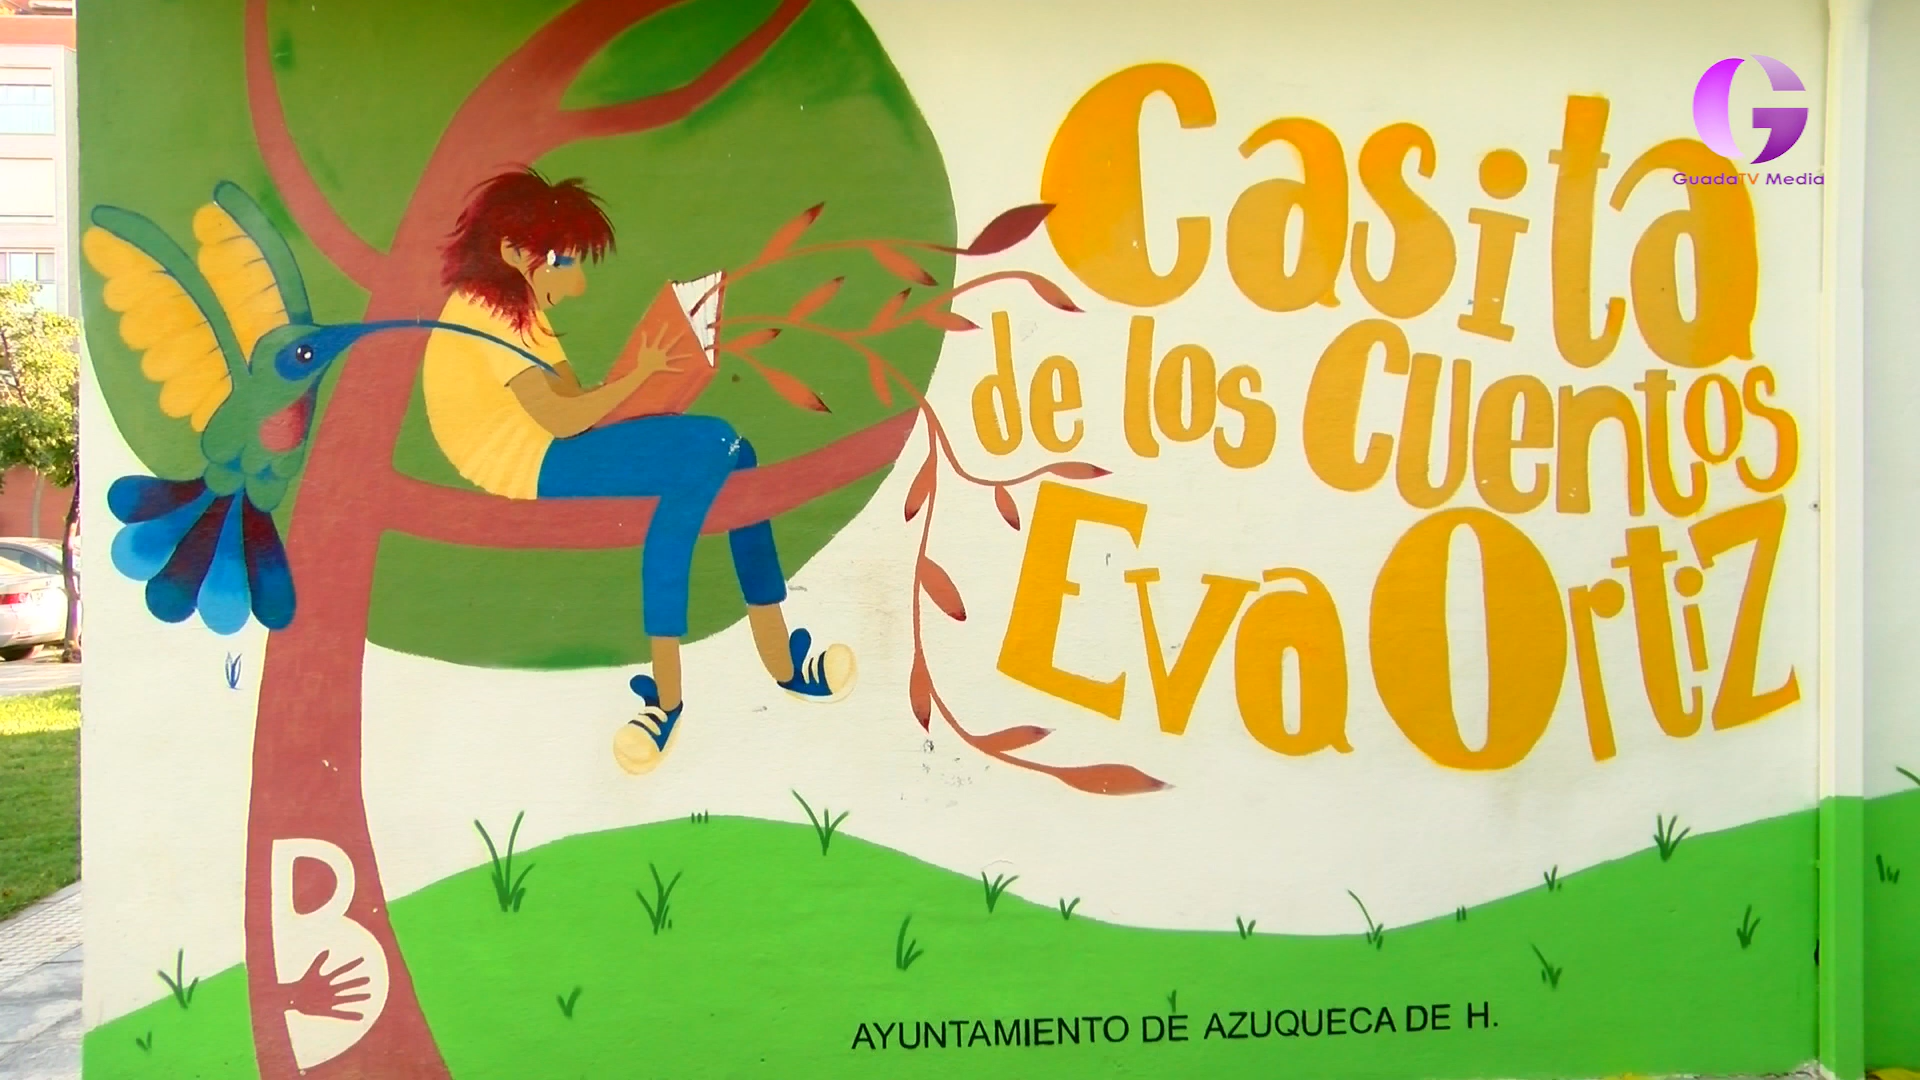 GuadaTV Media
Casita
de los Cuentos
Eva Ortiz
B
AYUNTAMIENTO DE AZUQUECA DE H.